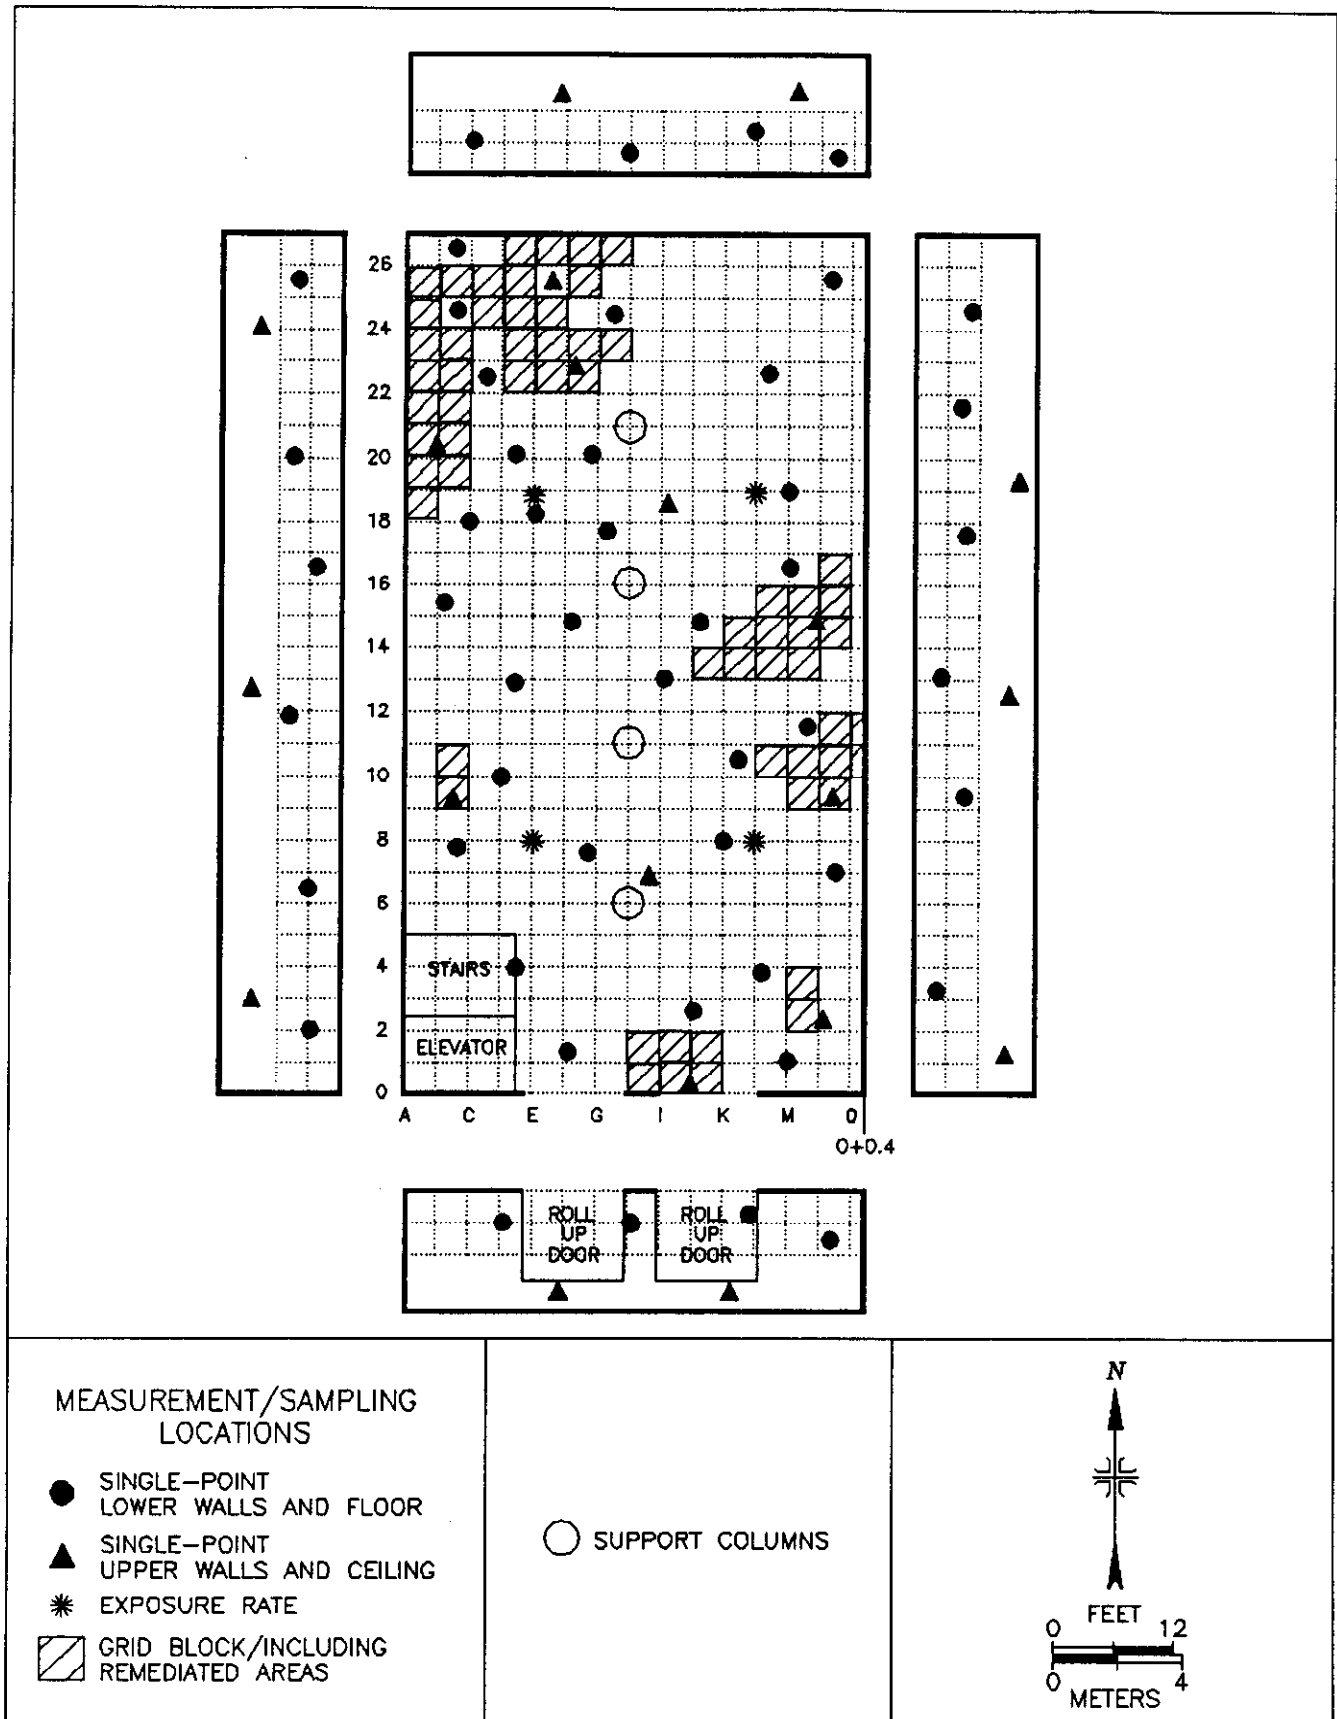 26
24
22
20
18
16
14
12
10
8
6
4
2
0
STAIRS
ELEVATOR
A C E G I K M O
0+0.4
ROLL
UP
DOOR
ROLL
UP
DOOR
MEASUREMENT/SAMPLING
LOCATIONS
SINGLE-POINT
LOWER WALLS AND FLOOR
SINGLE-POINT
UPPER WALLS AND CEILING
EXPOSURE RATE
GRID BLOCK/INCLUDING
REMEDIATED AREAS
SUPPORT COLUMNS
N
FEET
0 12
0 4
METERS